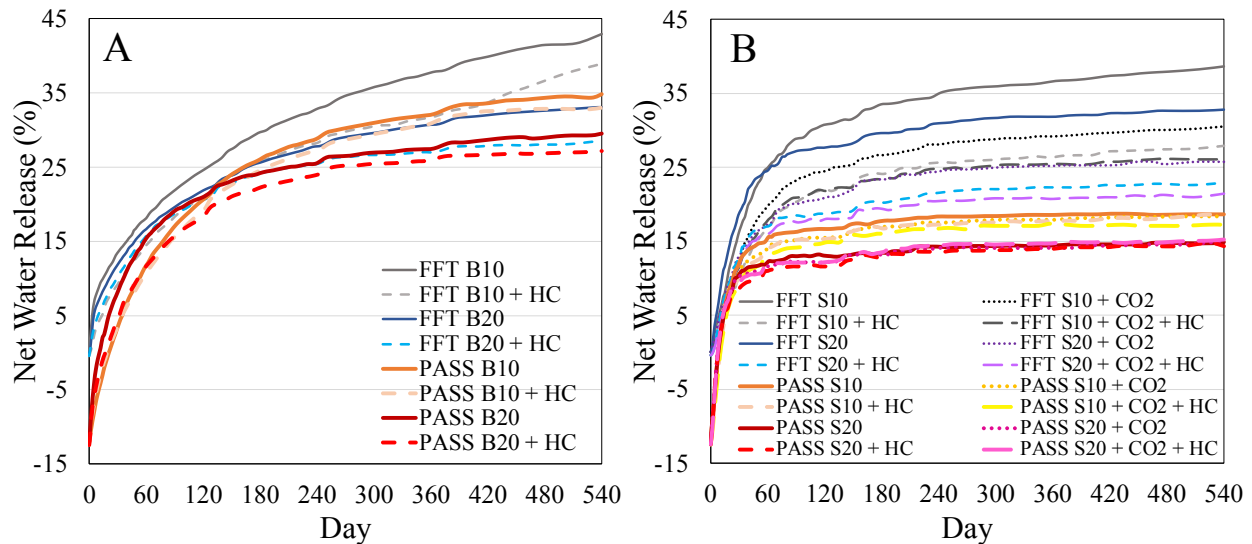 A
Net Water Release (%)
45
35
25
15
5
-5
-15
FFT B10
FFT B10 + HC
FFT B20
FFT B20 + HC
PASS B10
PASS B10 + HC
PASS B20
PASS B20 + HC
0 60 120 180 240 300 360 420 480 540
Day
B
Net Water Release (%)
45
35
25
15
5
-5
-15
FFT S10
FFT S10 + HC
FFT S20
FFT S20 + HC
PASS S10
PASS S10 + HC
PASS S20
PASS S20 + HC
FFT S10 + CO2
FFT S10 + CO2 + HC
FFT S20 + CO2
FFT S20 + CO2 + HC
PASS S10 + CO2
PASS S10 + CO2 + HC
PASS S20 + CO2
PASS S20 + CO2 + HC
0 60 120 180 240 300 360 420 480 540
Day